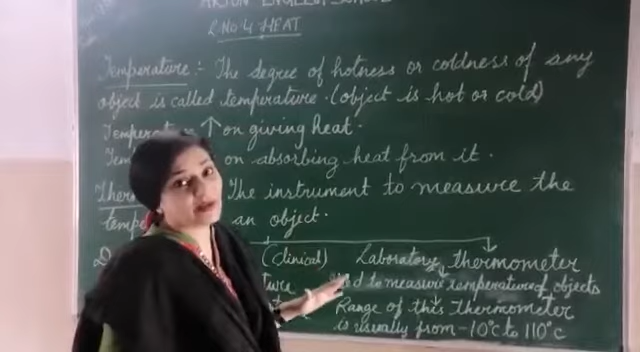 ENGLISH SCHOOL
L.No 4 HEAT
Temperature :- The degree of hotness or coldness of any
object is called temperature. (object is hot or cold)
↑ on giving heat.
on absorbing heat from it.
The instrument to measure the
an object.
(Clinical) Laboratory thermometer
to measure temperature of objects
Range of this thermometer
is usually from -10°c to 110°c